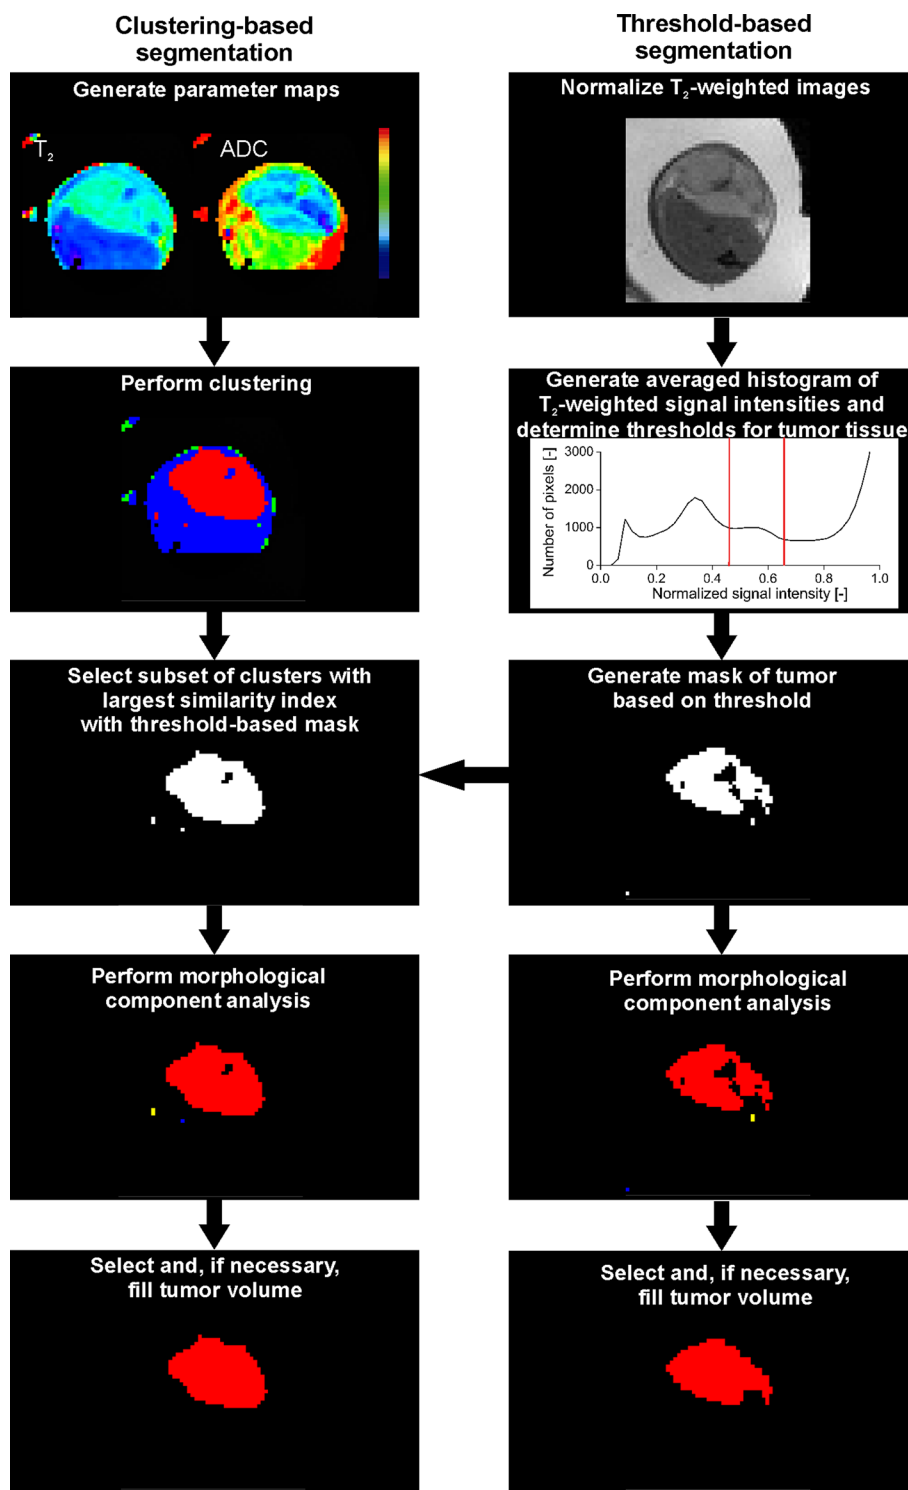 Clustering-based
segmentation
Generate parameter maps
T2
ADC
Perform clustering
Select subset of clusters with
largest similarity index
with threshold-based mask
Perform morphological
component analysis
Select and, if necessary,
fill tumor volume
Threshold-based
segmentation
Normalize T2-weighted images
Generate averaged histogram of
T2-weighted signal intensities and
determine thresholds for tumor tissue
Number of pixels [-]
3000
2000
1000
0
0.0 0.2 0.4 0.6 0.8 1.0
Normalized signal intensity [-]
Generate mask of tumor
based on threshold
Perform morphological
component analysis
Select and, if necessary,
fill tumor volume